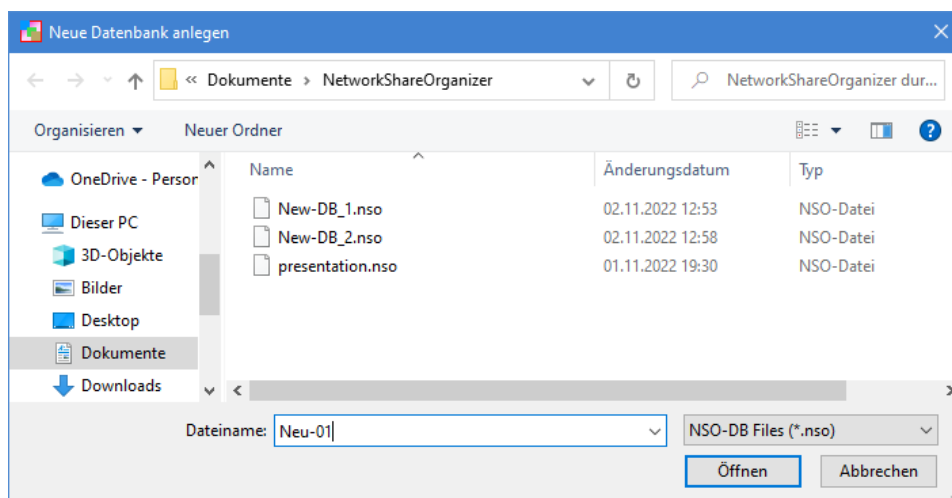 Neue Datenbank anlegen
« Dokumente › NetworkShareOrganizer
NetworkShareOrganizer dur...
Organisieren
Neuer Ordner
OneDrive - Person
Dieser PC
3D-Objekte
Bilder
Desktop
Dokumente
Downloads
Name Änderungsdatum Typ
New-DB_1.nso 02.11.2022 12:53 NSO-Datei
New-DB_2.nso 02.11.2022 12:58 NSO-Datei
presentation.nso 01.11.2022 19:30 NSO-Datei
Dateiname: Neu-01 NSO-DB Files (*.nso)
Öffnen Abbrechen